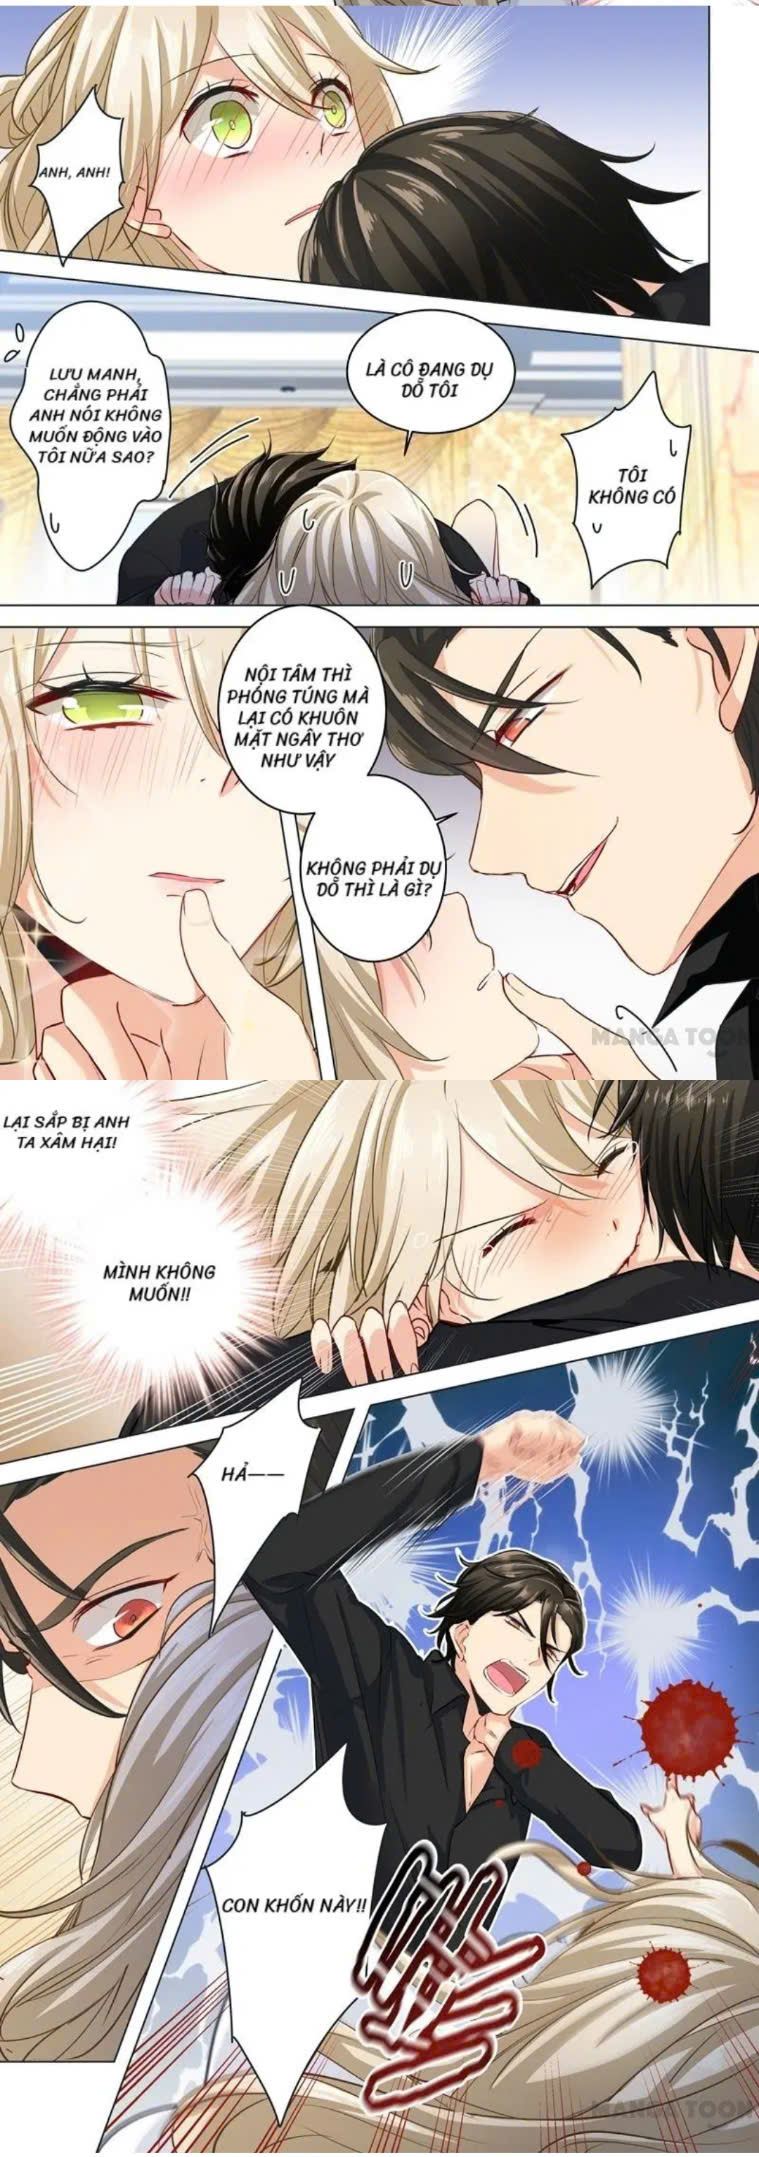 ANH, ANH!
LƯU MANH,
CHẲNG PHẢI
ANH NÓI KHÔNG
MUỐN ĐỘNG VÀO
TÔI NỮA SAO?
LÀ CÔ ĐANG DỤ
DỖ TÔI
TÔI
KHÔNG CÓ
NỘI TÂM THÌ
PHÓNG TÚNG MÀ
LẠI CÓ KHUÔN
MẶT NGÂY THƠ
NHƯ VẬY
KHÔNG PHẢI DỤ
DỖ THÌ LÀ GÌ?
MANGA TOON
LẠI SẮP BỊ ANH
TA XÂM HẠI!
MÌNH KHÔNG
MUỐN!!
HẢ——
CON KHỐN NÀY!!
MANGA TOON